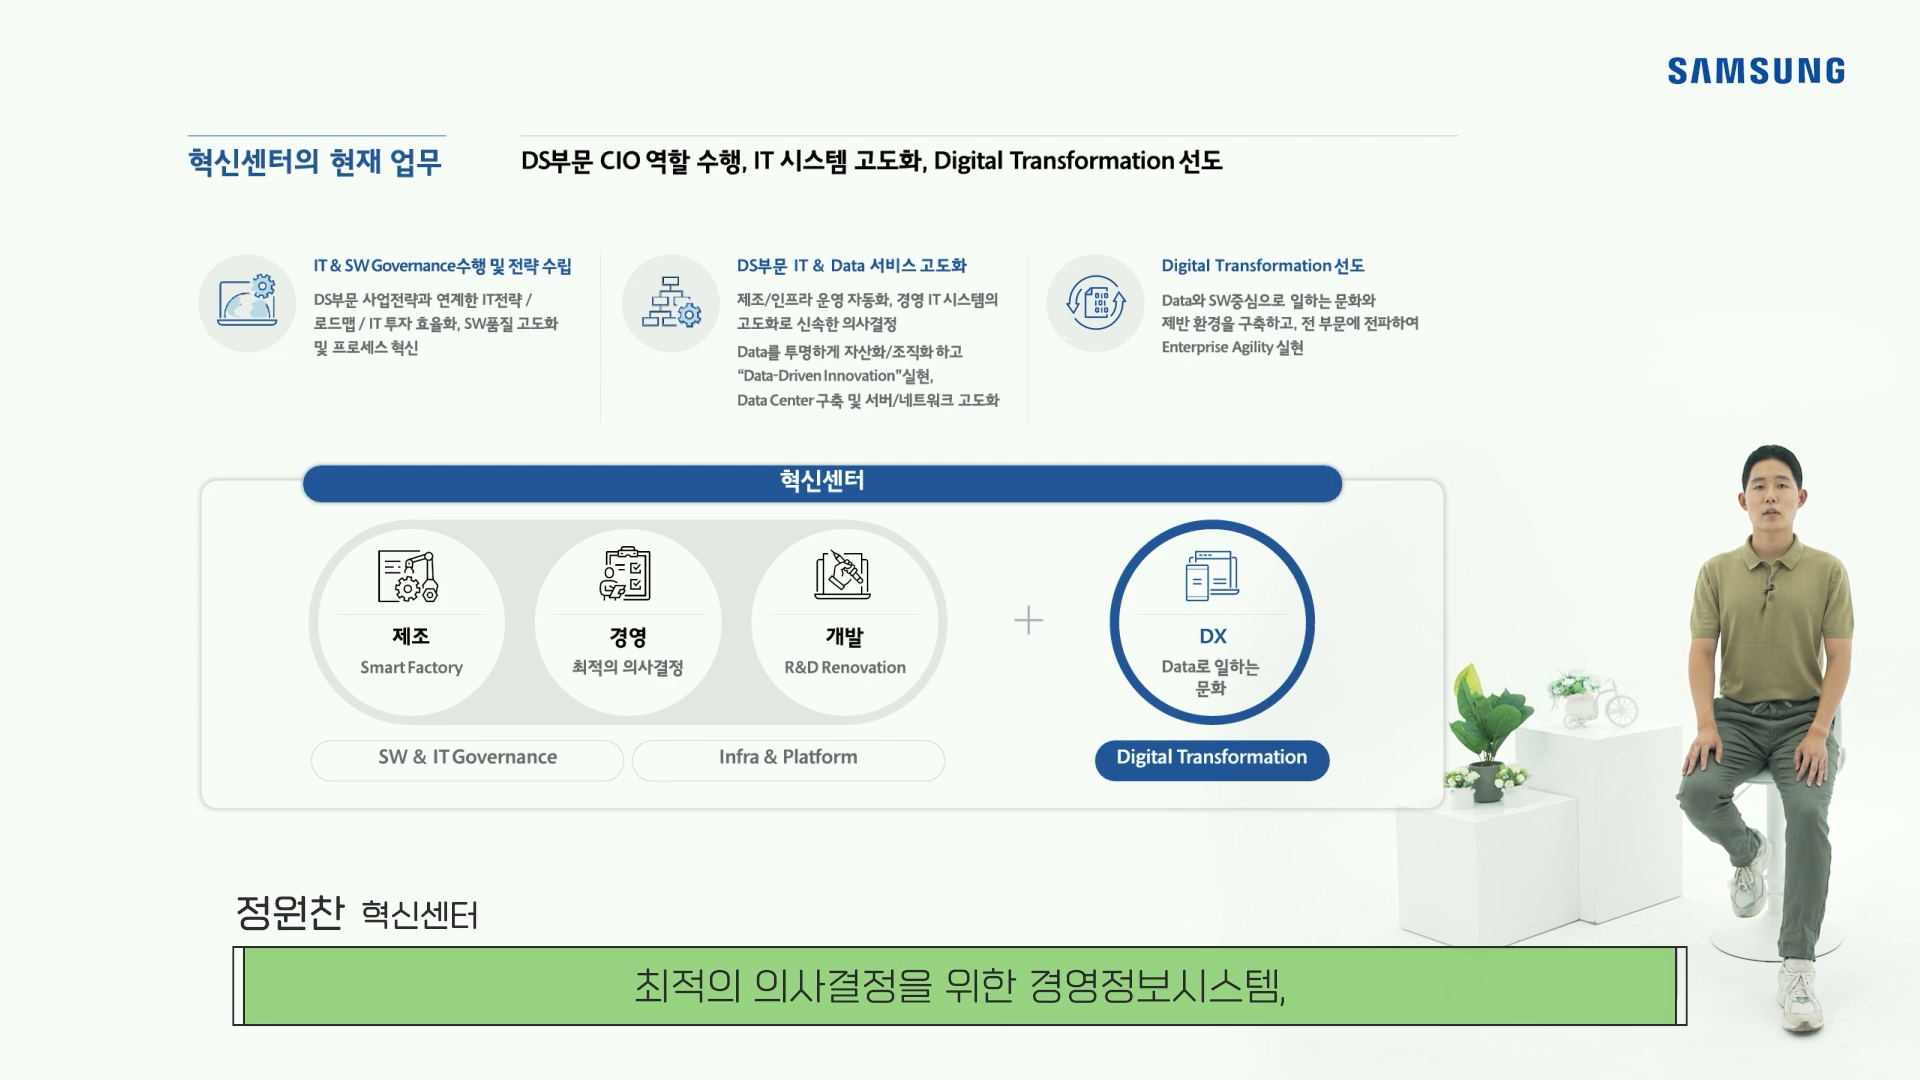 SAMSUNG
혁신센터의 현재 업무
DS부문 CIO 역할 수행, IT 시스템 고도화, Digital Transformation 선도
IT & SW Governance수행 및 전략 수립
DS부문 사업전략과 연계한 IT전략 /
로드맵 / IT 투자 효율화, SW품질 고도화
및 프로세스 혁신
DS부문 IT & Data 서비스 고도화
제조/인프라 운영 자동화, 경영 IT 시스템의
고도화로 신속한 의사결정
Data를 투명하게 자산화/조직화 하고
“Data-Driven Innovation”실현,
Data Center 구축 및 서버/네트워크 고도화
Digital Transformation 선도
Data와 SW중심으로 일하는 문화와
제반 환경을 구축하고, 전 부문에 전파하여
Enterprise Agility 실현
혁신센터
제조
Smart Factory
경영
최적의 의사결정
개발
R&D Renovation
+
DX
Data로 일하는
문화
SW & IT Governance
Infra & Platform
Digital Transformation
정원찬 혁신센터
최적의 의사결정을 위한 경영정보시스템,